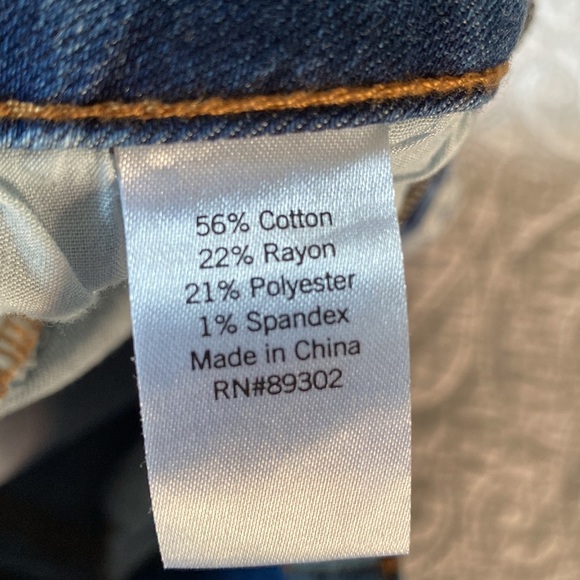 56% Cotton
22% Rayon
21% Polyester
1% Spandex
Made in China
RN#89302